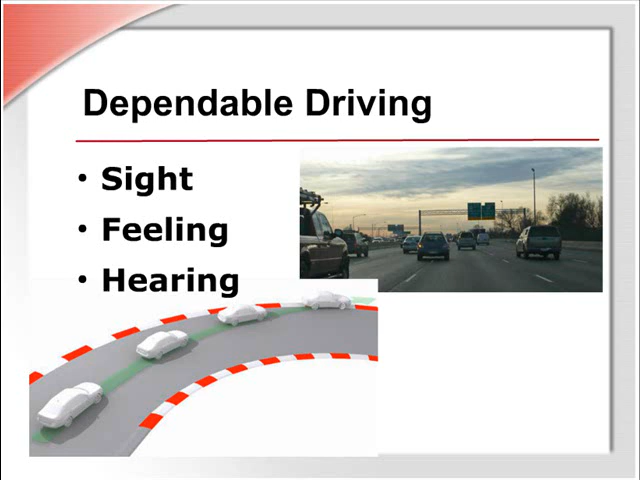 Dependable Driving
• Sight
• Feeling
• Hearing